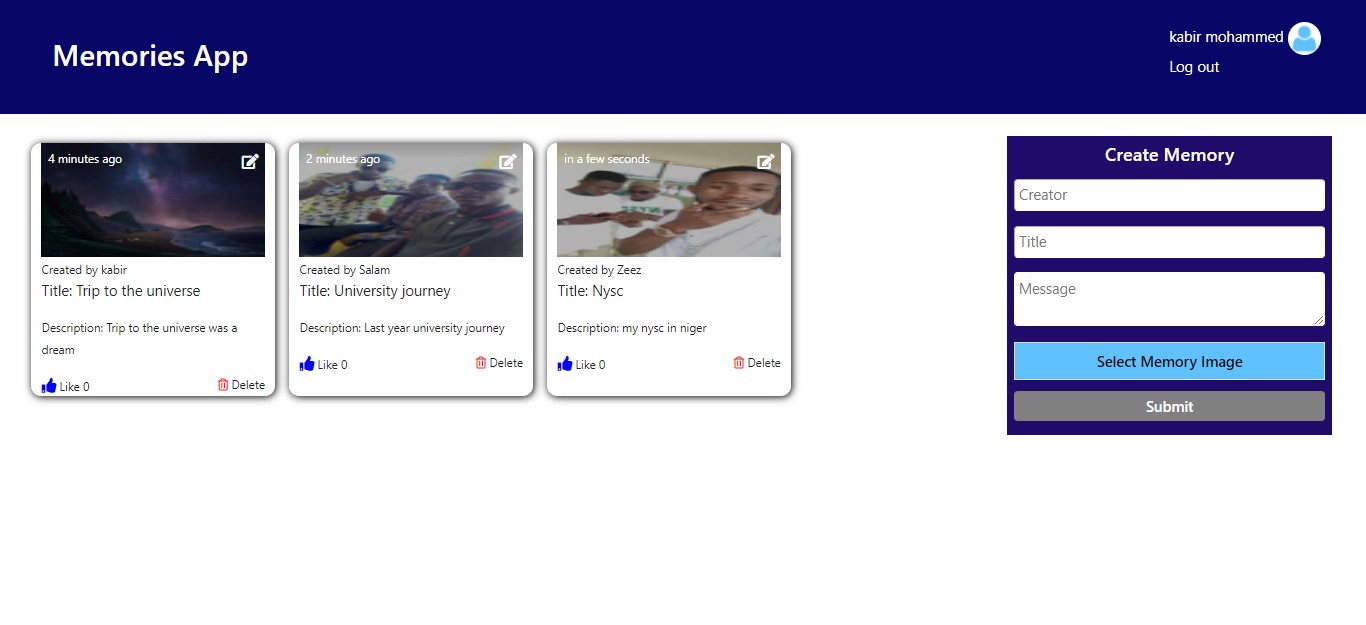 Memories App
kabir mohammed
Log out
4 minutes ago
Created by kabir
Title: Trip to the universe
Description: Trip to the universe was a
dream
Like 0
Delete
2 minutes ago
Created by Salam
Title: University journey
Description: Last year university journey
Like 0
Delete
in a few seconds
Created by Zeez
Title: Nysc
Description: my nysc in niger
Like 0
Delete
Create Memory
Creator
Title
Message
Select Memory Image
Submit